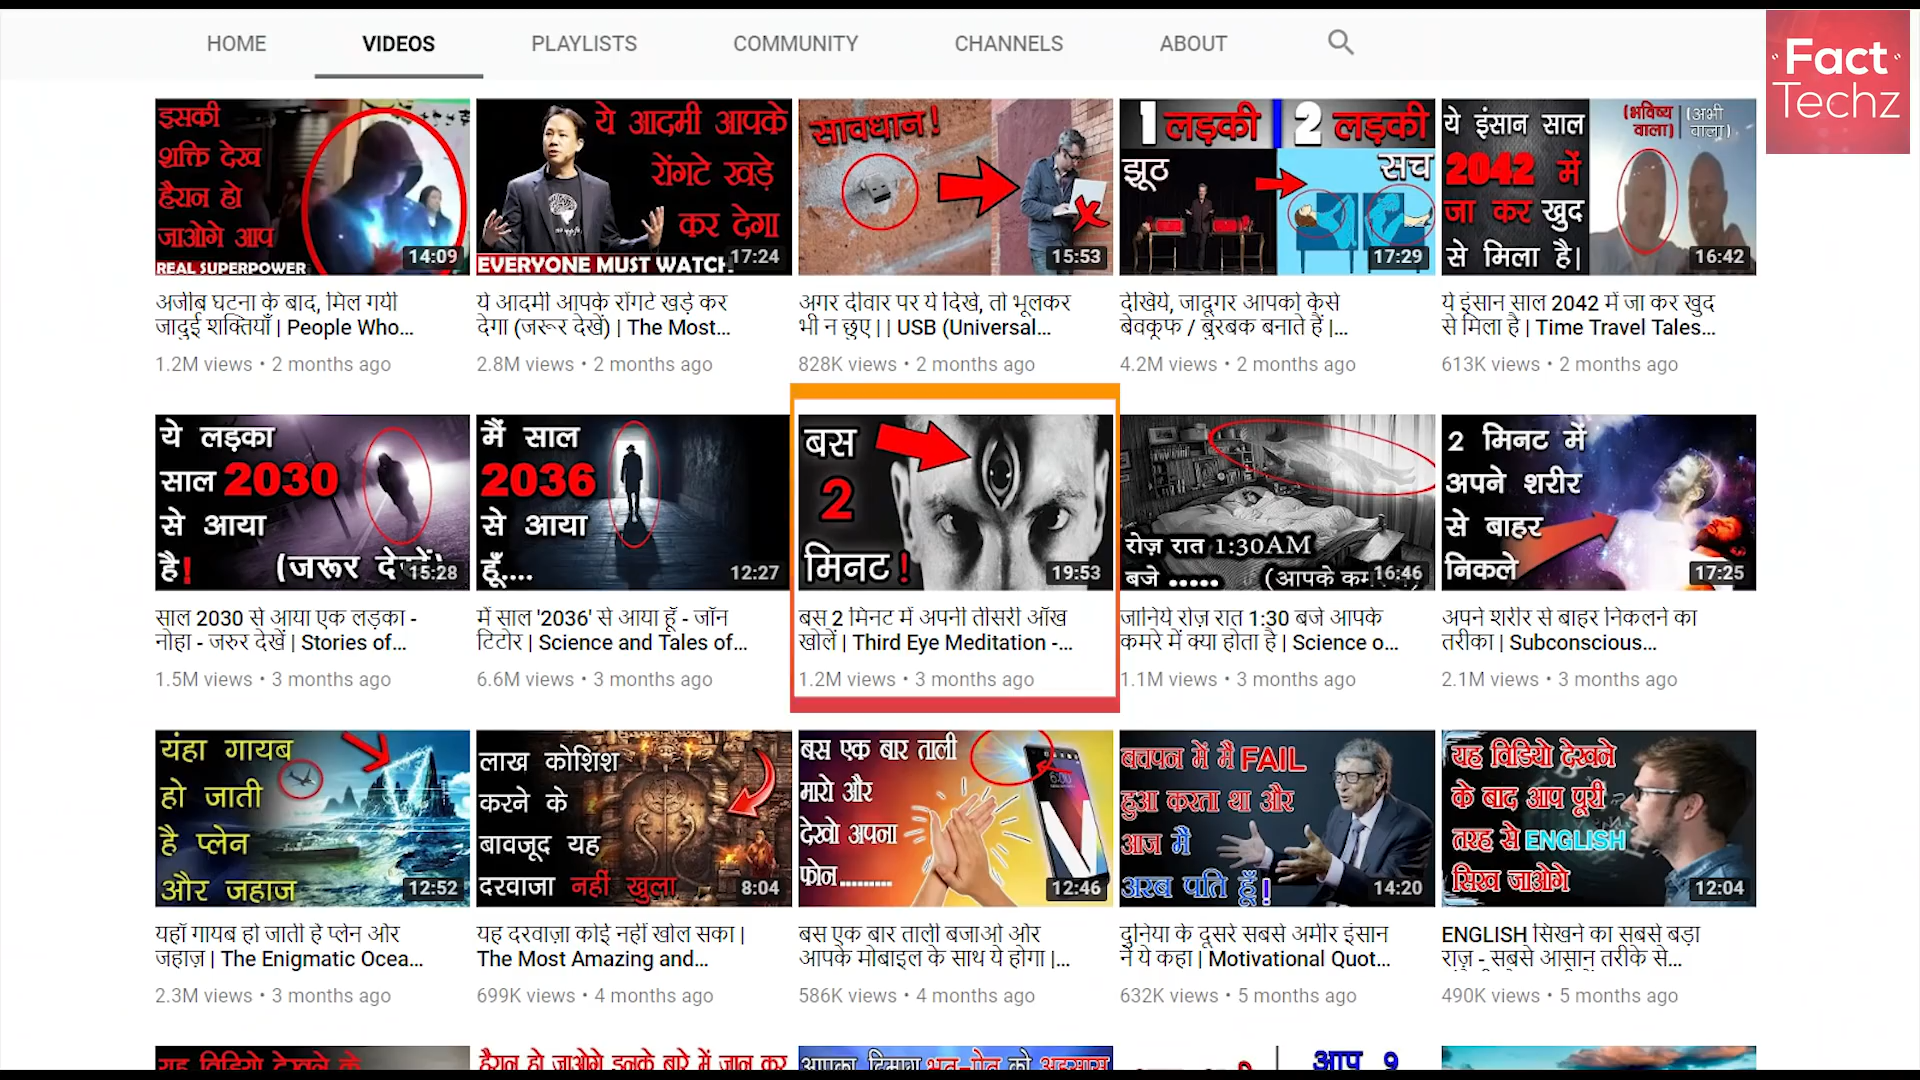 HOME VIDEOS PLAYLISTS COMMUNITY CHANNELS ABOUT
Fact
Techz
इसकी
शक्ति देख
हैरान हो
जाओगे आप
REAL SUPERPOWER
14:09
ये आदमी आपके
रोंगटे खड़े
कर देगा
EVERYONE MUST WATCH
17:24
सावधान!
15:53
1 लड़की 2 लड़की
झूठ
सच
17:29
ये इंसान साल
2042 में
जा कर खुद
से मिला है|
(भविष्य वाला)
(अभी वाला)
16:42
अजीब घटना के बाद, मिल गयी
जादुई शक्तियाँ | People Who...
1.2M views • 2 months ago
ये आदमी आपके रोंगटे खड़े कर
देगा (जरूर देखें) | The Most...
2.8M views • 2 months ago
अगर दीवार पर ये दिखे, तो भूलकर
भी न छुए | | USB (Universal...
828K views • 2 months ago
देखिये, जादूगर आपको कैसे
बेवकूफ / बुरबक बनाते हैं |...
4.2M views • 2 months ago
ये इंसान साल 2042 में जा कर खुद
से मिला है | Time Travel Tales...
613K views • 2 months ago
ये लड़का
साल 2030
से आया
है! (जरूर
15:28
मैं साल
2036
से आया
हूँ....
12:27
बस
2
मिनट!
19:53
रोज़ रात 1:30AM
बजे ..... (आपके
16:46
2 मिनट में
अपने शरीर
से बाहर
निकले
17:25
साल 2030 से आया एक लड़का -
नोहा - जरुर देखें | Stories of...
1.5M views • 3 months ago
में साल '2036' से आया हूँ - जॉन
टिटोर | Science and Tales of...
6.6M views • 3 months ago
बस 2 मिनट में अपनी तीसरी आँख
खोलें | Third Eye Meditation -...
1.2M views • 3 months ago
जानिये रोज़ रात 1:30 बजे आपके
कमरे में क्या होता है | Science o...
1.1M views • 3 months ago
अपने शरीर से बाहर निकलने का
तरीका | Subconscious...
2.1M views • 3 months ago
यंहा गायब
हो जाती
है प्लेन
और जहाज
12:52
लाख कोशिश
करने के
बावजूद यह
दरवाजा नहीं खुला
8:04
बस एक बार ताली
मारो और
देखो अपना
फोन.........
12:46
बचपन में मै FAIL
हुआ करता था और
आज मै
अरब पति हूँ!
14:20
यह विडियो देखने
के बाद आप पूरी
तरह से ENGLISH
सिख जाओगे
12:04
यहाँ गायब हो जाती है प्लेन और
जहाज़ | The Enigmatic Ocea...
2.3M views • 3 months ago
यह दरवाज़ा कोई नहीं खोल सका |
The Most Amazing and...
699K views • 4 months ago
बस एक बार ताली बजाओ और
आपके मोबाइल के साथ ये होगा |...
586K views • 4 months ago
दुनिया के दूसरे सबसे अमीर इंसान
ने ये कहा | Motivational Quot...
632K views • 5 months ago
ENGLISH सिखने का सबसे बड़ा
राज़ - सबसे आसान तरीके से...
490K views • 5 months ago
यह विडियो देखने के
हैरान हो जाओगे इनके बारे में जान कर
आपका दिमाग भूत-प्रेत को
आप 9